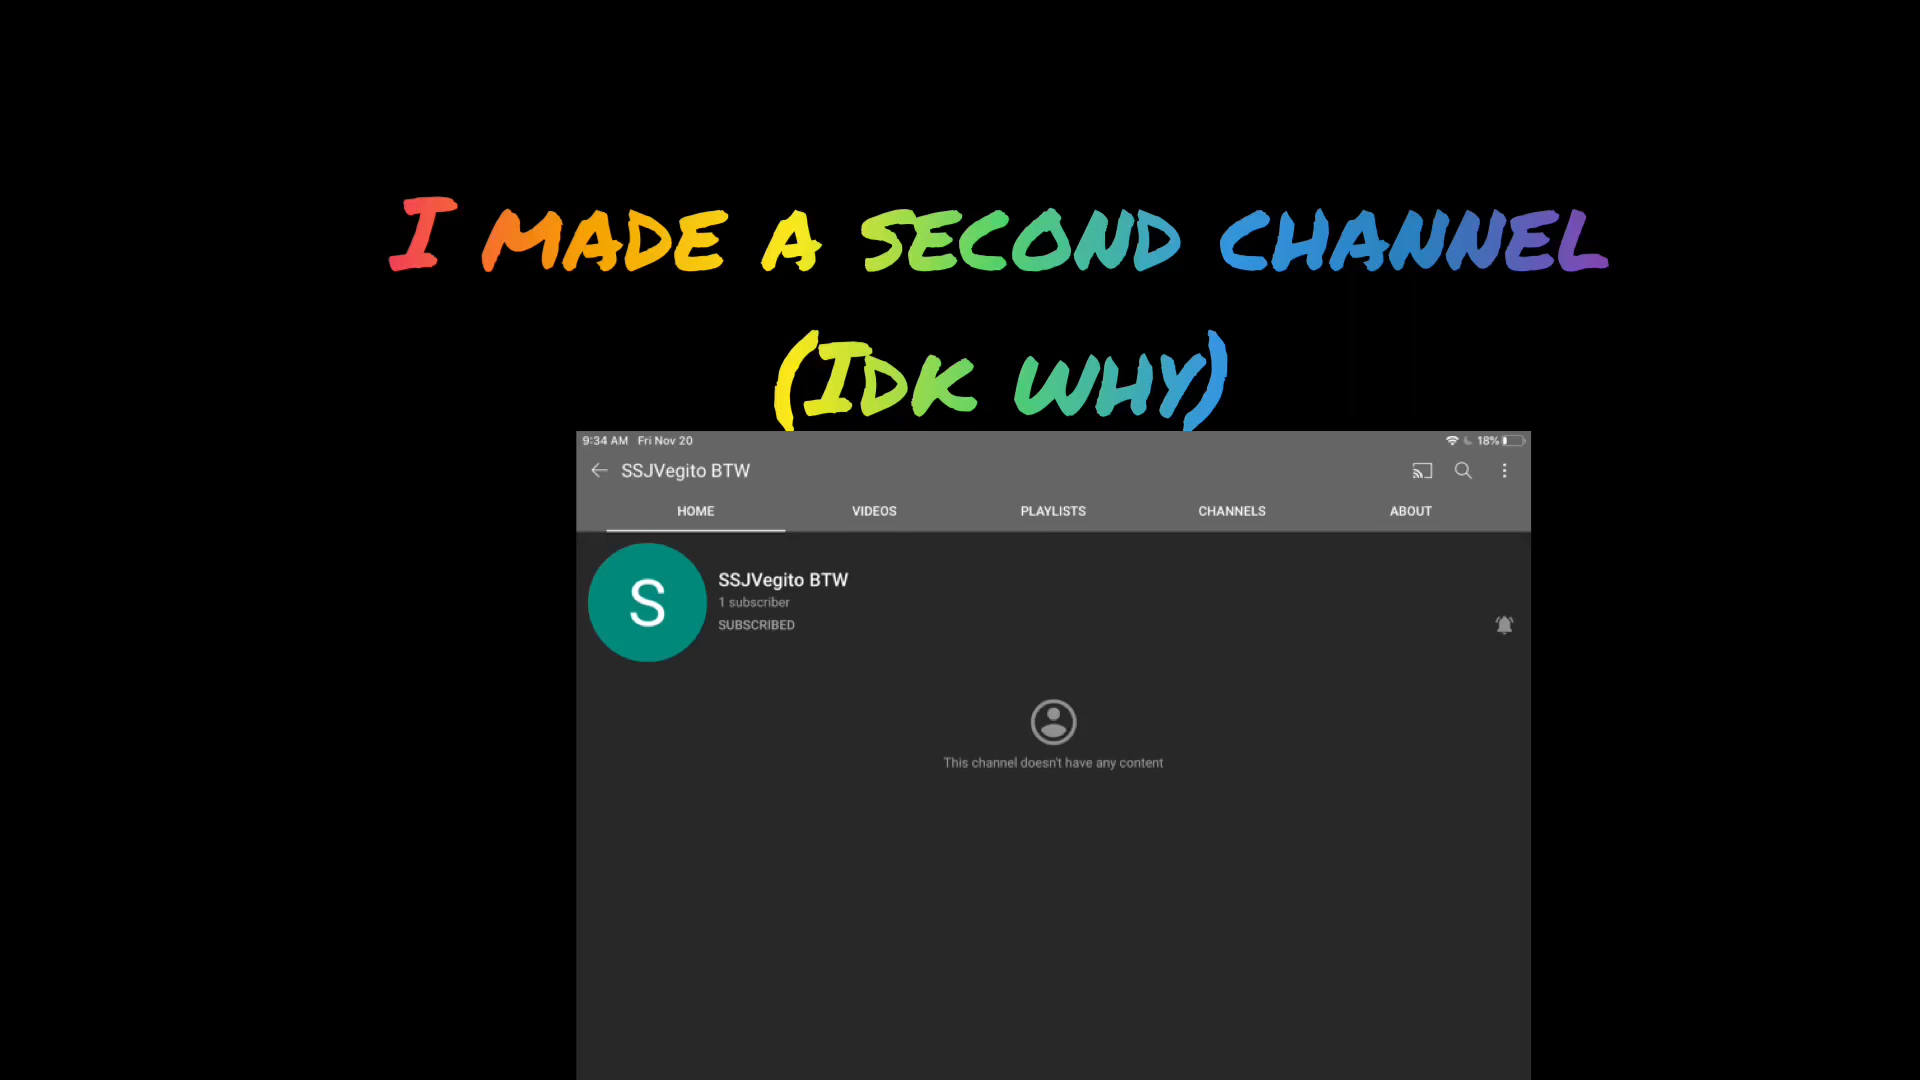 I made a second channel
(Idk why)
9:34 AM Fri Nov 20
18%
SSJVegito BTW
HOME VIDEOS PLAYLISTS CHANNELS ABOUT
S
SSJVegito BTW
1 subscriber
SUBSCRIBED
This channel doesn't have any content